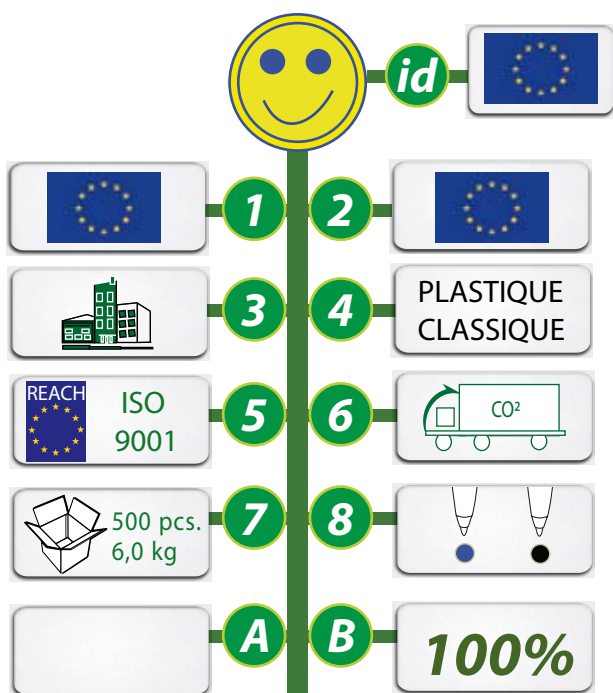 id
1
2
3
4
PLASTIQUE
CLASSIQUE
REACH
ISO
9001
5
6
CO²
500 pcs.
6,0 kg
7
8
A
B
100%